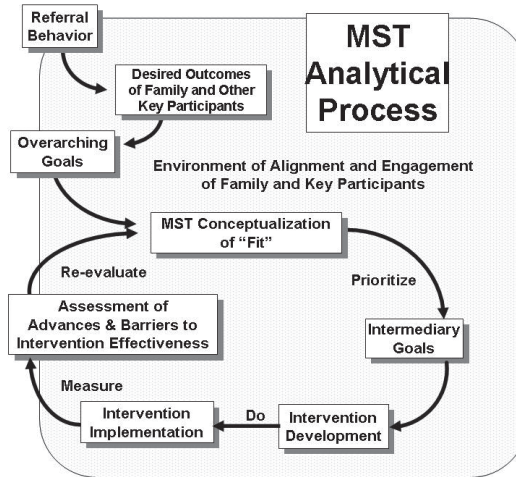 Referral
Behavior
MST
Analytical
Process
Desired Outcomes
of Family and Other
Key Participants
Overarching
Goals
Environment of Alignment and Engagement
of Family and Key Participants
MST Conceptualization
of “Fit”
Re-evaluate
Prioritize
Assessment of
Advances & Barriers to
Intervention Effectiveness
Intermediary
Goals
Measure
Intervention
Implementation
Do
Intervention
Development